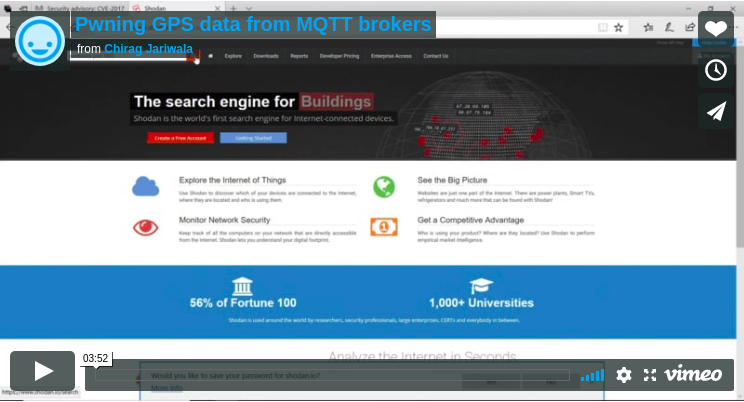 Security advisory: CVE-2017
Shodan
Pwning GPS data from MQTT brokers
from Chirag Jariwala
Explore Downloads Reports Developer Pricing Enterprise Access Contact Us
The search engine for Buildings
Shodan is the world's first search engine for Internet-connected devices.
Create a Free Account Getting Started
Explore the Internet of Things
Use Shodan to discover which of your devices are connected to the Internet,
where they are located and who is using them.
See the Big Picture
Websites are just one part of the Internet. There are power plants, Smart TVs,
refrigerators and much more that can be found with Shodan!
Monitor Network Security
Keep track of all the computers on your network that are directly accessible
from the Internet. Shodan lets you understand your digital footprint.
Get a Competitive Advantage
Who is using your product? Where are they located? Use Shodan to perform
empirical market intelligence.
56% of Fortune 100
1,000+ Universities
Shodan is used around the world by researchers, security professionals, large enterprises, CERTs and everybody in between.
Analyze the Internet in Seconds
03:52
Would you like to save your password for shodan.io?
More info
vimeo
https://www.shodan.io/search